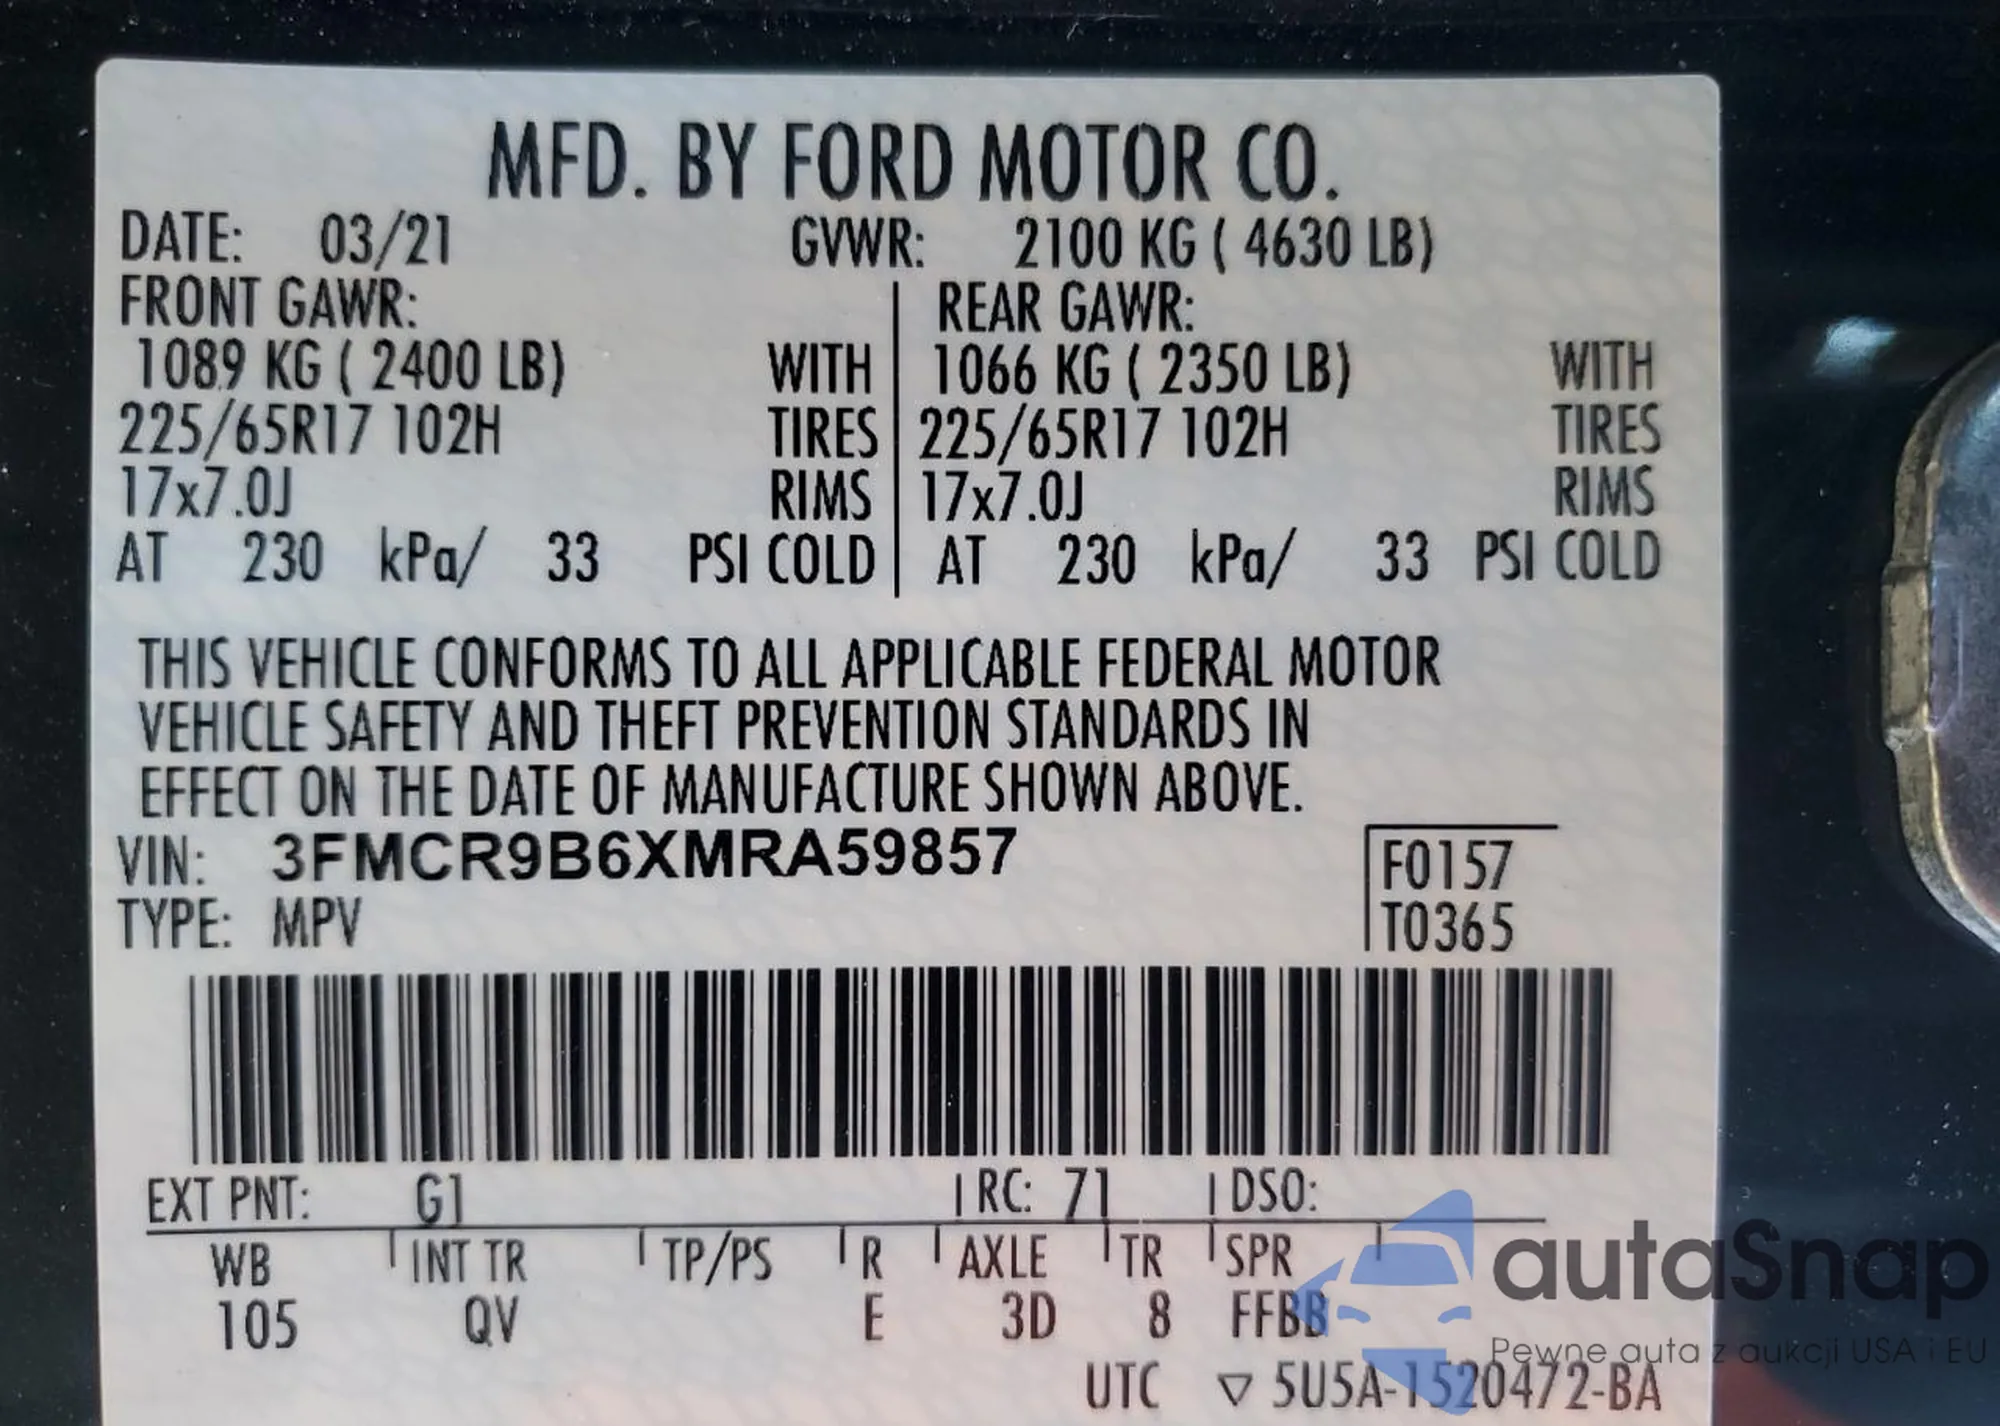 MFD. BY FORD MOTOR CO.
DATE: 03/21 GVWR: 2100 KG ( 4630 LB)
FRONT GAWR: REAR GAWR:
1089 KG ( 2400 LB) WITH 1066 KG ( 2350 LB) WITH
225/65R17 102H TIRES 225/65R17 102H TIRES
17x7.0J RIMS 17x7.0J RIMS
AT 230 kPa/ 33 PSI COLD AT 230 kPa/ 33 PSI COLD
THIS VEHICLE CONFORMS TO ALL APPLICABLE FEDERAL MOTOR
VEHICLE SAFETY AND THEFT PREVENTION STANDARDS IN
EFFECT ON THE DATE OF MANUFACTURE SHOWN ABOVE.
VIN: 3FMCR9B6XMRA59857 F0157
TYPE: MPV T0365
EXT PNT: G1 RC: 71 DSO:
WB INT TR TP/PS R AXLE TR SPR
105 QV E 3D 8 FFBB
UTC ▽ 5U5A-1520472-BA
autaSnap
Pewne auta z aukcji USA i EU